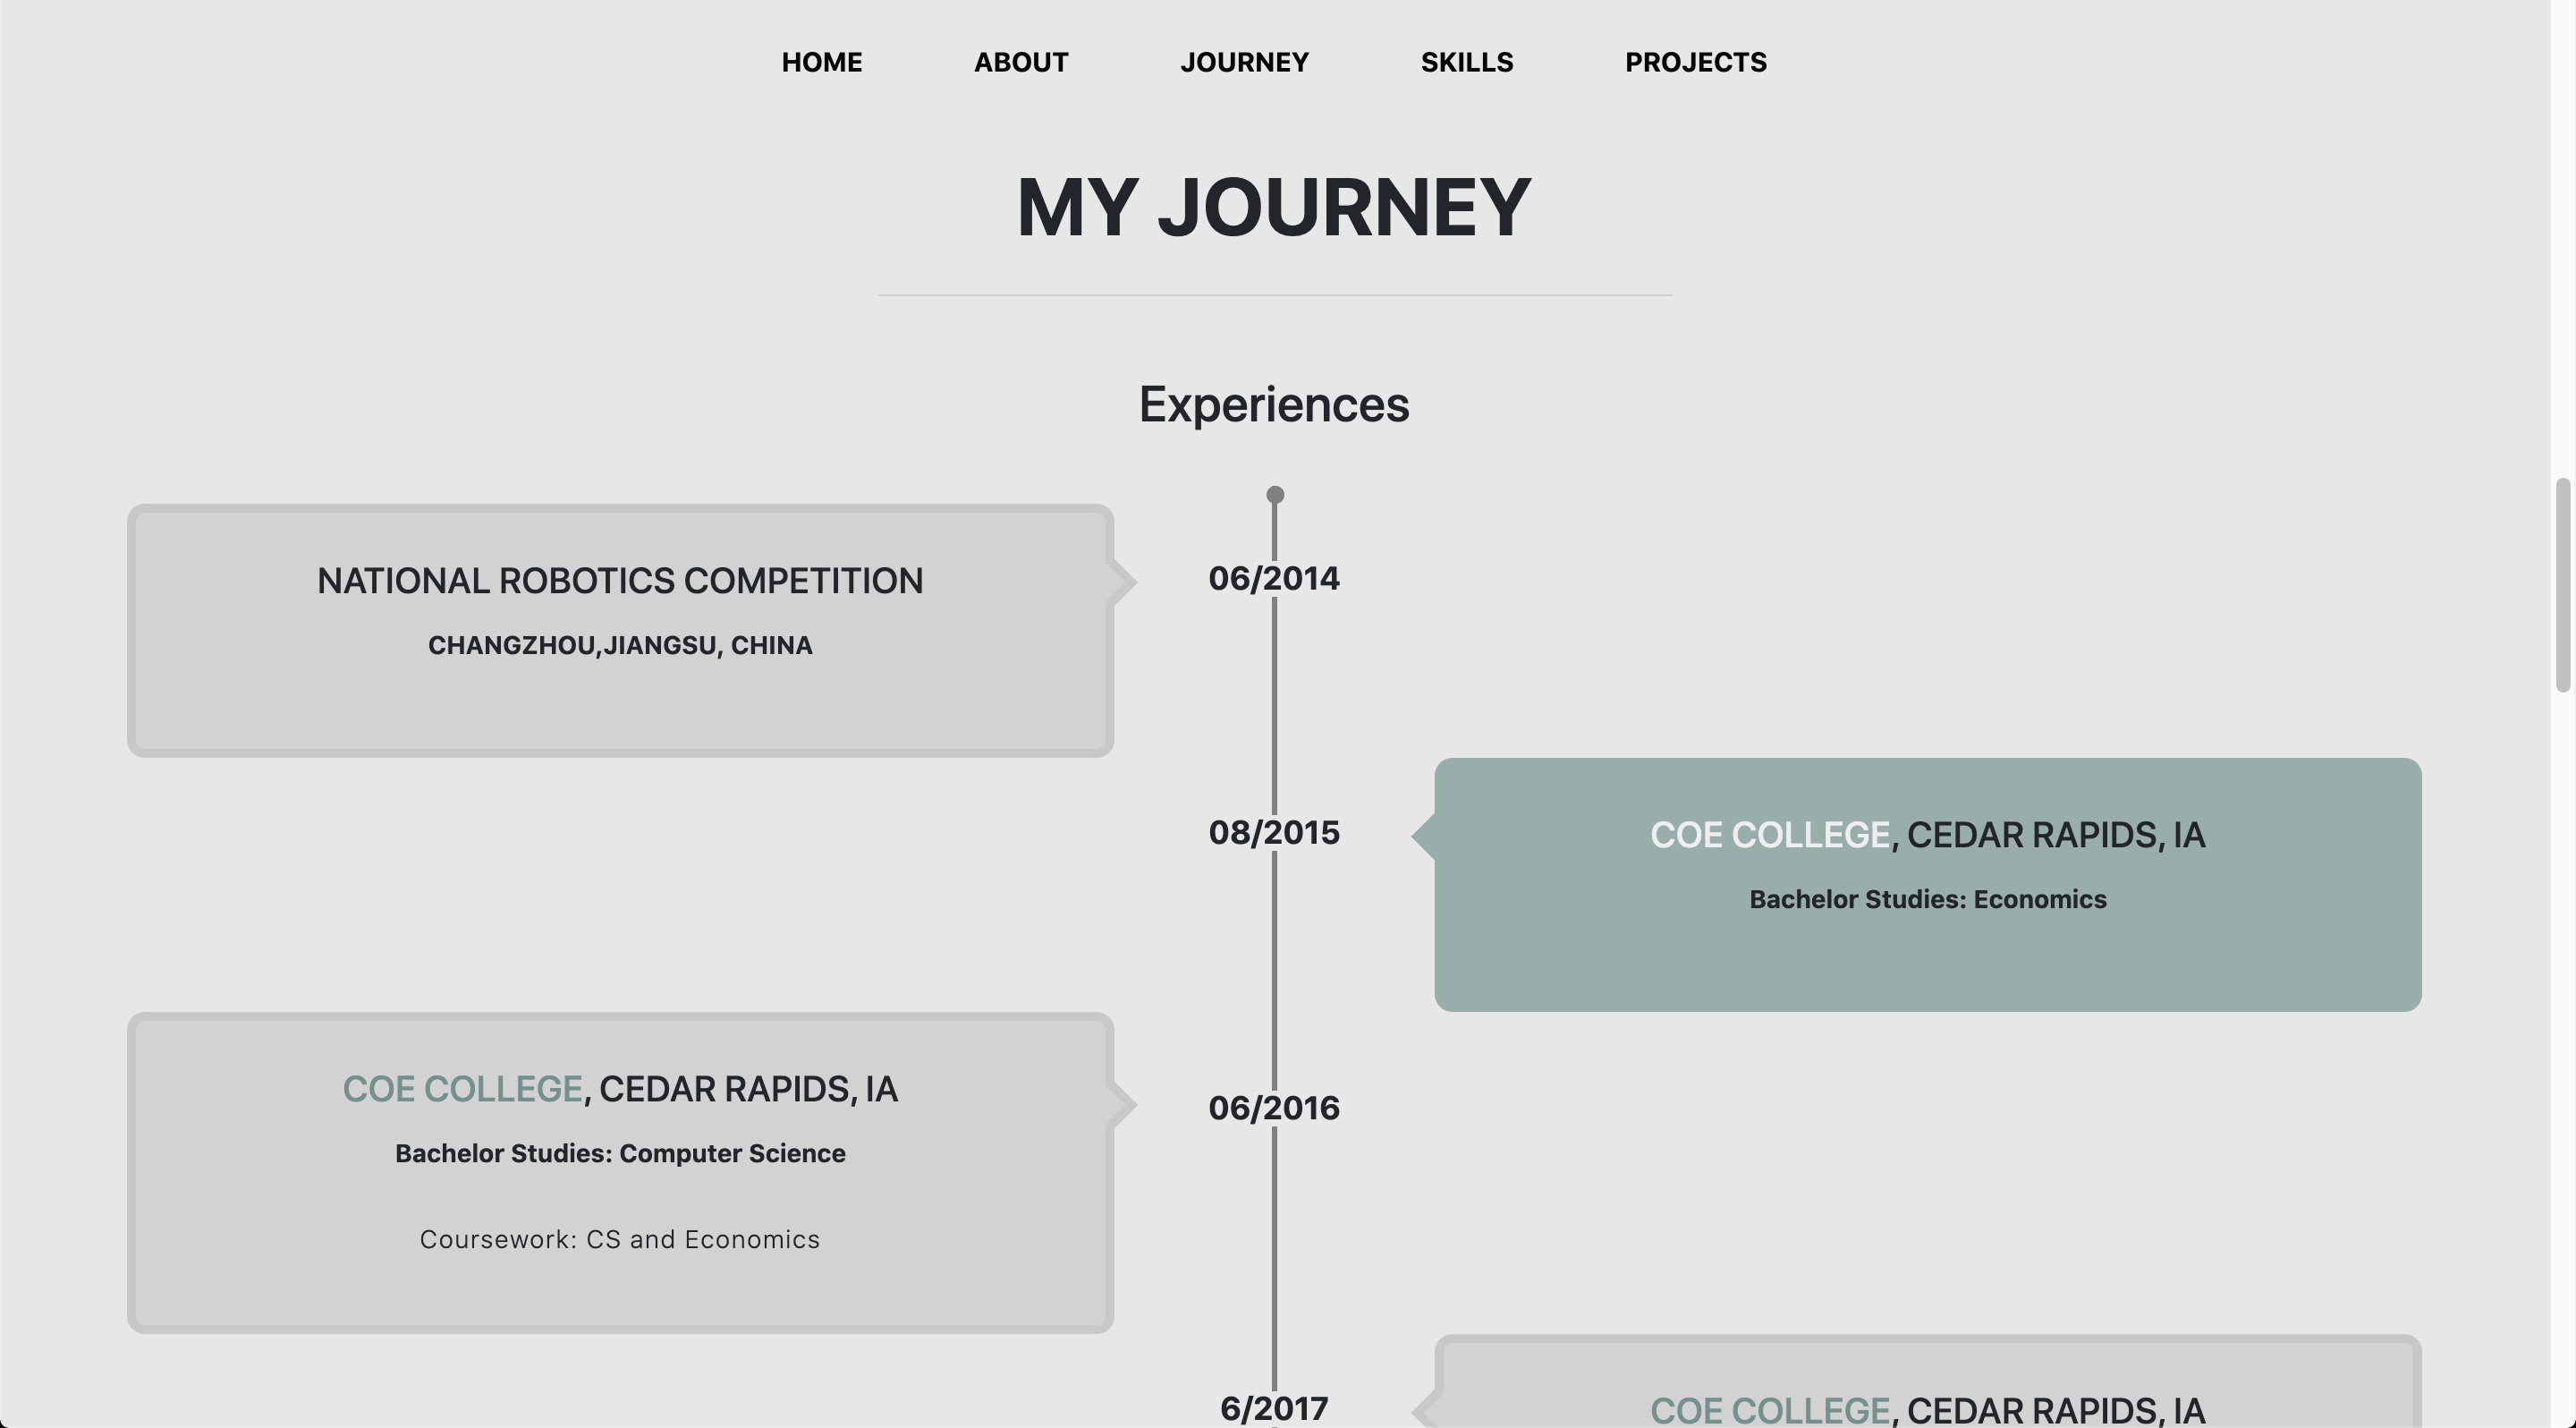 HOME ABOUT JOURNEY SKILLS PROJECTS
MY JOURNEY
Experiences
NATIONAL ROBOTICS COMPETITION
CHANGZHOU,JIANGSU, CHINA
06/2014
08/2015
COE COLLEGE, CEDAR RAPIDS, IA
Bachelor Studies: Economics
COE COLLEGE, CEDAR RAPIDS, IA
Bachelor Studies: Computer Science
Coursework: CS and Economics
06/2016
6/2017
COE COLLEGE, CEDAR RAPIDS, IA